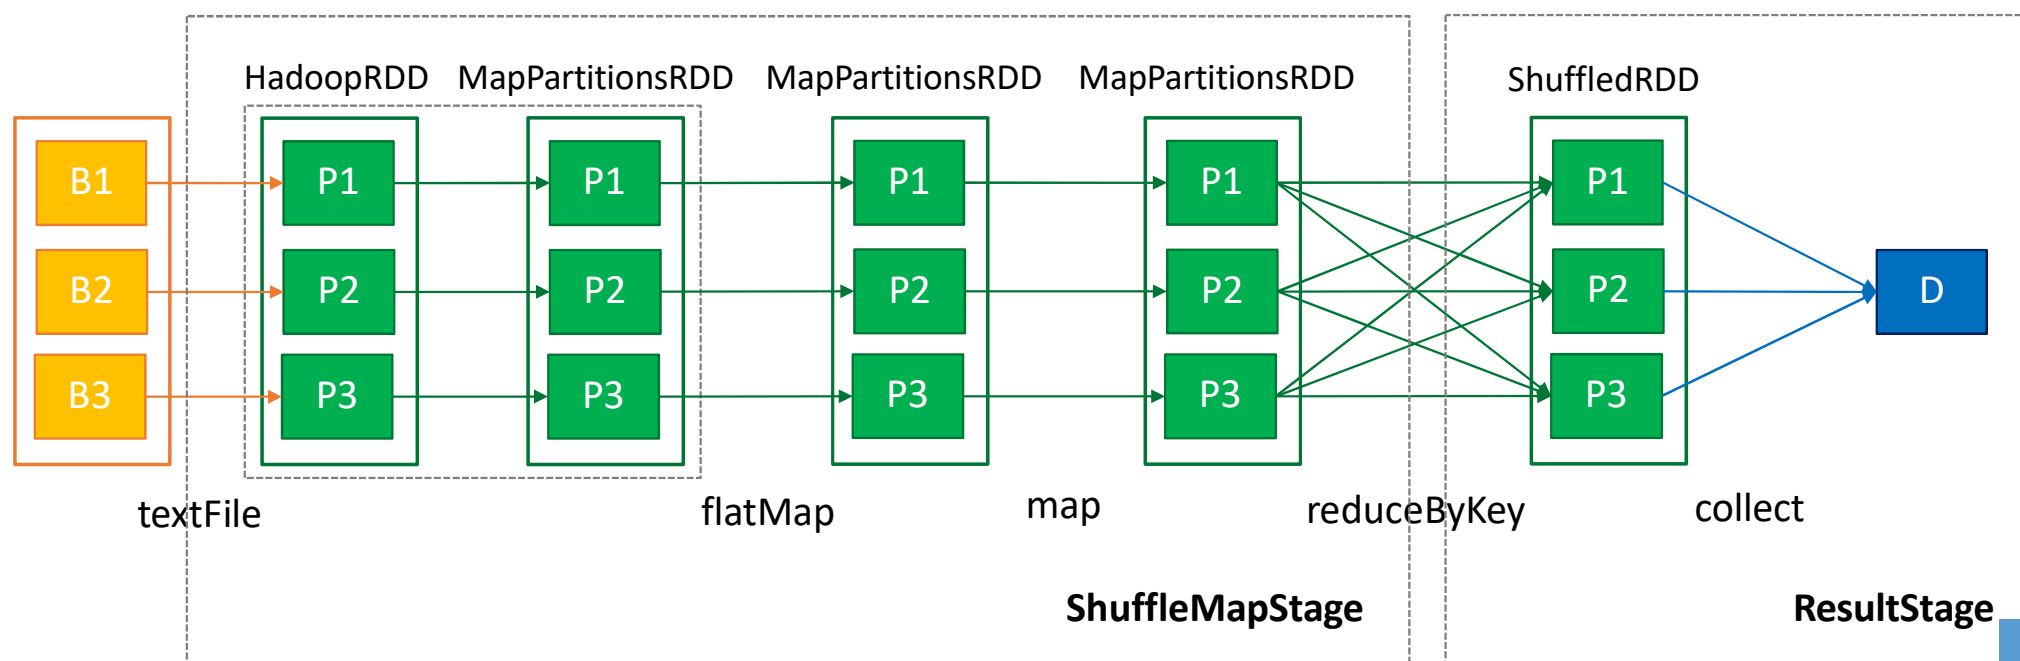 HadoopRDD MapPartitionsRDD MapPartitionsRDD MapPartitionsRDD ShuffledRDD
B1 P1 P1 P1 P1 P1
B2 P2 P2 P2 P2 P2 D
B3 P3 P3 P3 P3 P3
textFile flatMap map reduceByKey collect
ShuffleMapStage ResultStage